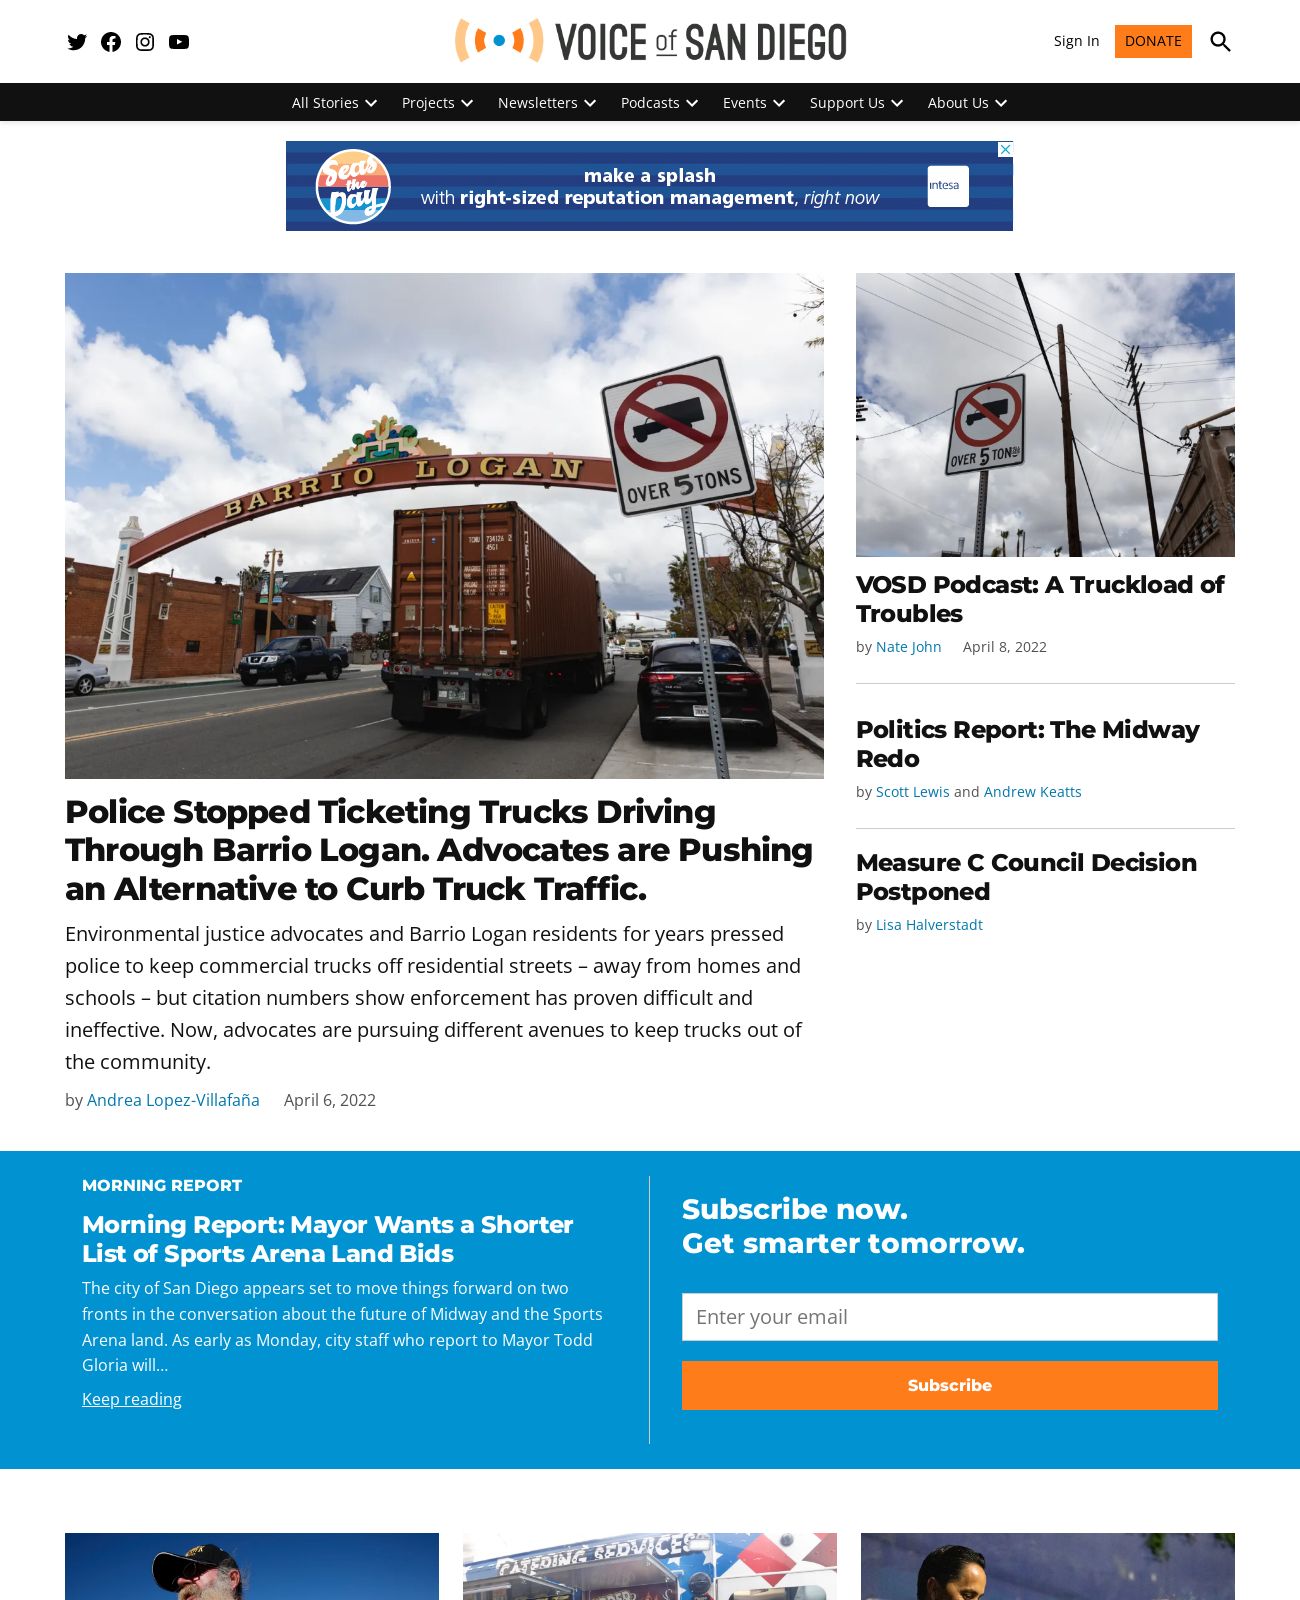 VOICE of SAN DIEGO
Sign In
DONATE
All Stories
Projects
Newsletters
Podcasts
Events
Support Us
About Us
Seas the Day
make a splash
with right-sized reputation management, right now
intesa
BARRIO LOGAN
OVER 5 TONS
TCNU 734126 2
45G1
OVER 5 TONS
VOSD Podcast: A Truckload of
Troubles
by Nate John April 8, 2022
Politics Report: The Midway
Redo
by Scott Lewis and Andrew Keatts
Measure C Council Decision
Postponed
by Lisa Halverstadt
Police Stopped Ticketing Trucks Driving
Through Barrio Logan. Advocates are Pushing
an Alternative to Curb Truck Traffic.
Environmental justice advocates and Barrio Logan residents for years pressed
police to keep commercial trucks off residential streets – away from homes and
schools – but citation numbers show enforcement has proven difficult and
ineffective. Now, advocates are pursuing different avenues to keep trucks out of
the community.
by Andrea Lopez-Villafaña April 6, 2022
MORNING REPORT
Morning Report: Mayor Wants a Shorter
List of Sports Arena Land Bids
The city of San Diego appears set to move things forward on two
fronts in the conversation about the future of Midway and the Sports
Arena land. As early as Monday, city staff who report to Mayor Todd
Gloria will…
Keep reading
Subscribe now.
Get smarter tomorrow.
Enter your email
Subscribe
CATERING SERVICES